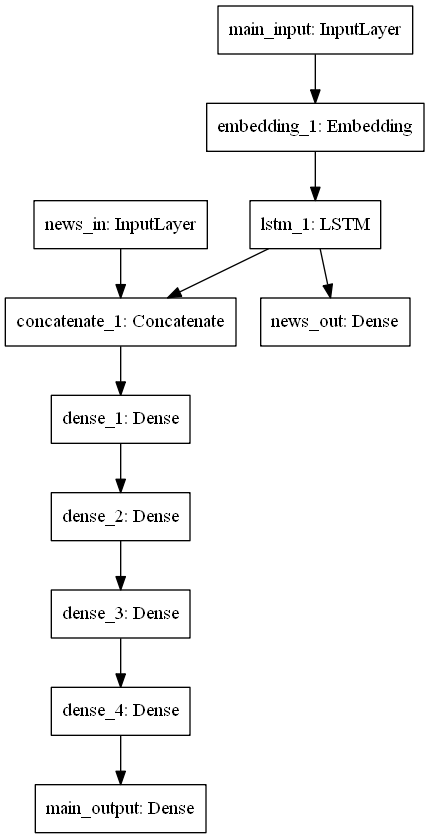 main_input: InputLayer
embedding_1: Embedding
news_in: InputLayer
lstm_1: LSTM
concatenate_1: Concatenate
news_out: Dense
dense_1: Dense
dense_2: Dense
dense_3: Dense
dense_4: Dense
main_output: Dense